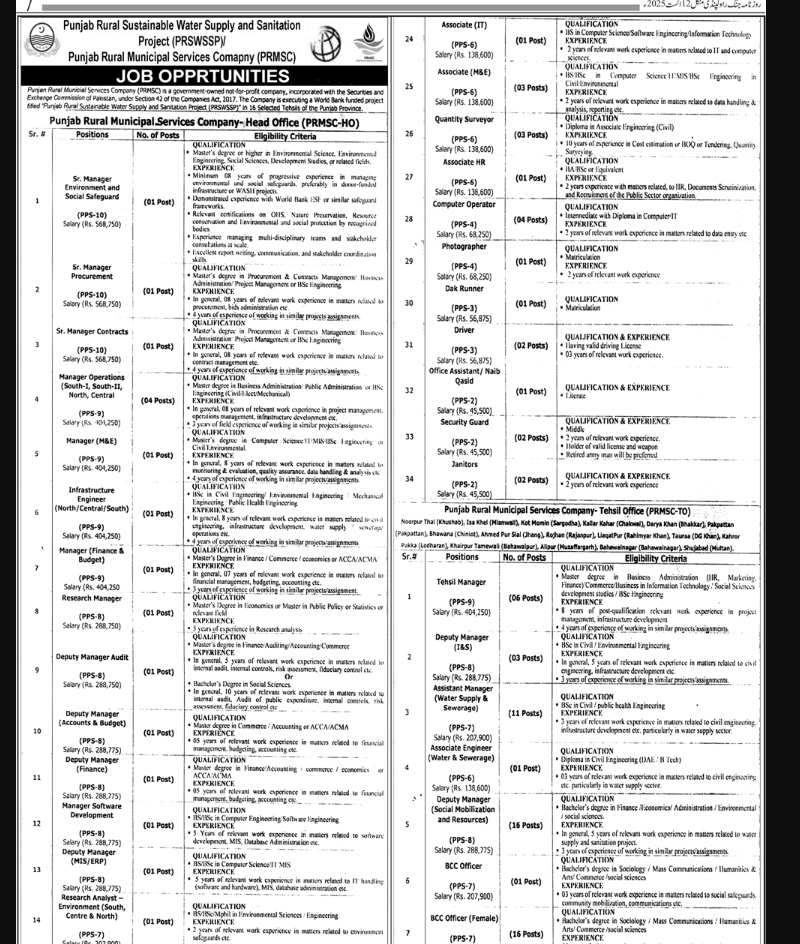 روزنامہ جنگ راولپنڈی منگل 12 اگست 2025ء
7
Punjab Rural Sustainable Water Supply and Sanitation
Project (PRSWSSP)/
Punjab Rural Municipal Services Comapny (PRMSC)
JOB OPPRTUNITIES
Punjab Rural Municipal Services Company (PRMSC) is a government-owned not-for-profit company, incorporated with the Securities and
Exchange Commission of Pakistan, under Section 42 of the Companies Act, 2017. The Company is executing a World Bank funded project
titled "Punjab Rural Sustainable Water Supply and Sanitation Project (PRSWSSP)" in 16 Selected Tehsils of the Punjab Province.
Punjab Rural Municipal Services Company- Head Office (PRMSC-HO)
Sr. # Positions No. of Posts Eligibility Criteria
1
Sr. Manager
Environment and
Social Safeguard
(PPS-10)
Salary (Rs. 568,750)
(01 Post)
QUALIFICATION
• Master's degree or higher in Environmental Science, Environmental
Engineering, Social Sciences, Development Studies, or related fields.
EXPERIENCE
• Minimum 08 years of progressive experience in managing
environmental and social safeguards, preferably in donor-funded
infrastructure or WASH projects.
• Demonstrated experience with World Bank ESF or similar safeguard
frameworks.
• Relevant certifications on OHS, Nature Preservation, Resource
conservation and Environmental and social protection by recognized
bodies.
• Experience managing multi-disciplinary teams and stakeholder
consultations at scale.
• Excellent report writing, communication, and stakeholder coordination
skills.
2
Sr. Manager
Procurement
(PPS-10)
Salary (Rs. 568,750)
(01 Post)
QUALIFICATION
• Master's degree in Procurement & Contracts Management/ Business
Administration/ Project Management or BSc Engineering.
EXPERIENCE
• In general, 08 years of relevant work experience in matters related to
procurement, bids administration etc.
• 4 years of experience of working in similar projects/assignments.
3
Sr. Manager Contracts
(PPS-10)
Salary (Rs. 568,750)
(01 Post)
QUALIFICATION
• Master's degree in Procurement & Contracts Management/ Business
Administration/ Project Management or BSc Engineering
EXPERIENCE
• In general, 08 years of relevant work experience in matters related to
contract management etc.
• 4 years of experience of working in similar projects/assignments.
4
Manager Operations
(South-I, South-II,
North, Central)
(PPS-9)
Salary (Rs. 404,250)
(04 Posts)
QUALIFICATION
• Master degree in Business Administration/ Public Administration/ or BSc
Engineering (Civil/Elect/Mechanical)
EXPERIENCE
• In general, 08 years of relevant work experience in project management,
operations management, infrastructure development etc.
• 3 years of field experience of working in similar projects/assignments
5
Manager (M&E)
(PPS-9)
Salary (Rs. 404,250)
(01 Post)
QUALIFICATION
• Master's degree in Computer Science/IT/MIS/BSc Engineering in
Civil/Environmental.
EXPERIENCE
• In general, 8 years of relevant work experience in matters related to
monitoring & evaluation, quality assurance, data handling & analysis etc
• 4 years of experience of working in similar projects/assignments.
6
Infrastructure
Engineer
(North/Central/South)
(PPS-9)
Salary (Rs. 404,250)
(01 Post)
QUALIFICATION
• BSc in Civil Engineering/ Environmental Engineering / Mechanical
Engineering/ Public Health Engineering
EXPERIENCE
• In general, 8 years of relevant work experience in matters related to civil
engineering, infrastructure development, water supply / sewerage
operations etc.
• 4 years of experience of working in similar projects/assignments
7
Manager (Finance &
Budget)
(PPS-9)
Salary (Rs. 404,250
(01 Post)
QUALIFICATION
• Master's Degree in Finance / Commerce / economics or ACCA/ACMA
EXPERIENCE
• In general, 07 years of relevant work experience in matters related to
financial management, budgeting, accounting etc.
• 3 years of experience of working in similar projects/assignment.
8
Research Manager
(PPS-8)
Salary (Rs. 288,750)
(01 Post)
QUALIFICATION
• Master's Degree in Economics or Master in Public Policy or Statistics or
relevant field
EXPERIENCE
• 5 years of experience in Research analysis
9
Deputy Manager Audit
(PPS-8)
Salary (Rs. 288,750)
(01 Post)
QUALIFICATION
• Master degree in Finance/Auditing/Accounting/Commerce
EXPERIENCE
• In general, 5 years of relevant work experience in matters related to
internal audit, internal controls, risk assessment, fiduciary control etc.
Or
• Bachelor's Degree in Social Sciences.
• In general, 10 years of relevant work experience in matters related to
internal audit, Audit of public expenditure, internal controls, risk
assessment, fiduciary control etc
10
Deputy Manager
(Accounts & Budget)
(PPS-8)
Salary (Rs. 288,775)
(01 Post)
QUALIFICATION
• Master degree in Commerce / Accounting or ACCA/ACMA
EXPERIENCE
• 05 years of relevant work experience in matters related to financial
management, budgeting, accounting etc.
11
Deputy Manager
(Finance)
(PPS-8)
Salary (Rs. 288,775)
(01 Post)
QUALIFICATION
• Master degree in Finance/Accounting / commerce / economics or
ACCA/ACMA
EXPERIENCE
• 05 years of relevant work experience in matters related to financial
management, budgeting, accounting etc.
12
Manager Software
Development
(PPS-8)
Salary (Rs. 288,775)
(01 Post)
QUALIFICATION
• BS/BSc in Computer Engineering/Software Engineering
EXPERIENCE
• 5 Years of relevant work experience in matters related to software
development, MIS, Database Administration etc.
13
Deputy Manager
(MIS/ERP)
(PPS-8)
Salary (Rs. 288,775)
(01 Post)
QUALIFICATION
• BS/BSc in Computer Science/IT/MIS
EXPERIENCE
• 5 years of relevant work experience in matters related to IT handling
(software and hardware), MIS, database administration etc.
14
Research Analyst –
Environment (South,
Centre & North)
(PPS-7)
Salary (Rs. 207,900)
(01 Post)
QUALIFICATION
• BS/BSc/Mphil in Environmental Sciences / Engineering
EXPERIENCE
• 2 years of relevant work experience in matters related to environment
safeguards etc.
24
Associate (IT)
(PPS-6)
Salary (Rs. 138,600)
(01 Post)
QUALIFICATION
• BS in Computer Science/Software Engineering/Information Technology
EXPERIENCE
• 2 years of relevant work experience in matters related to IT and computer
sciences.
25
Associate (M&E)
(PPS-6)
Salary (Rs. 138,600)
(03 Posts)
QUALIFICATION
• BS/BSc in Computer Science/IT/MIS/BSc Engineering in
Civil/Environmental
EXPERIENCE
• 2 years of relevant work experience in matters related to data handling &
analysis, reporting etc.
26
Quantity Surveyor
(PPS-6)
Salary (Rs. 138,600)
(03 Posts)
QUALIFICATION
• Diploma in Associate Engineering (Civil)
EXPERIENCE
• 10 years of Experience in Cost estimation or BOQ or Tendering, Quantity
Surveying.
27
Associate HR
(PPS-6)
Salary (Rs. 138,600)
(01 Post)
QUALIFICATION
• BA/BSc or Equivalent
EXPERIENCE
• 2 years experience with matters related, to HR, Documents Scrutinization,
and Recruitment of the Public Sector organization.
28
Computer Operator
(PPS-4)
Salary (Rs. 68,250)
(04 Posts)
QUALIFICATION
• Intermediate with Diploma in Computer/IT
EXPERIENCE
• 2 years of relevant work experience in matters related to data entry etc
29
Photographer
(PPS-4)
Salary (Rs. 68,250)
(01 Post)
QUALIFICATION
• Matriculation
EXPERIENCE
• 2 years of relevant work experience
30
Dak Runner
(PPS-3)
Salary (Rs. 56,875)
(01 Post)
QUALIFICATION
• Matriculation
31
Driver
(PPS-3)
Salary (Rs. 56,875)
(02 Posts)
QUALIFICATION & EXPERIENCE
• Having valid driving License
• 03 years of relevant work experience.
32
Office Assistant/ Naib
Qasid
(PPS-2)
Salary (Rs. 45,500)
(01 Post)
QUALIFICATION & EXPERIENCE
• Literate
33
Security Guard
(PPS-2)
Salary (Rs. 45,500)
(02 Posts)
QUALIFICATION & EXPERIENCE
• Middle
• 2 years of relevant work experience.
• Holder of valid license and weapon
• Retired army man will be preferred
34
Janitors
(PPS-2)
Salary (Rs. 45,500)
(02 Post)
QUALIFICATION & EXPERIENCE
• 2 years of relevant work experience
Punjab Rural Municipal Services Company- Tehsil Office (PRMSC-TO)
Noorpur Thal (Khushab), Isa Khel (Mianwali), Kot Momin (Sargodha), Kallar Kahar (Chakwal), Darya Khan (Bhakkar), Pakpattan
(Pakpattan), Bhawana (Chiniot), Ahmed Pur Sial (Jhang), Rojhan (Rajanpur), LiaqatPur (Rahimyar Khan), Taunsa (DG Khan), Kahror
Pakka (Lodharan), Khairpur Tamewali (Bahawalpur), Alipur (Muzaffargarh), Bahawalnagar (Bahawalnagar), Shujabad (Multan).
Sr.# Positions No. of Posts Eligibility Criteria
1
Tehsil Manager
(PPS-9)
Salary (Rs. 404,250)
(06 Posts)
QUALIFICATION
• Master degree in Business Administration (HR, Marketing,
Finance)/Commerce/Business in Information Technology / Social Sciences
development studies / BSc Engineering
EXPERIENCE
• 8 years of post-qualification relevant work experience in project
management, infrastructure development
• 4 years of experience of working in similar projects/assignments.
2
Deputy Manager
(I&S)
(PPS-8)
Salary (Rs. 288,775)
(03 Posts)
QUALIFICATION
• BSc in Civil / Environmental Engineering
EXPERIENCE
• In general, 5 years of relevant work experience in matters related to civil
engineering, infrastructure development etc.
• 3 years of experience of working in similar projects/assignments.
3
Assistant Manager
(Water Supply &
Sewerage)
(PPS-7)
Salary (Rs. 207,900)
(11 Posts)
QUALIFICATION
• BSc in Civil / public health Engineering
EXPERIENCE
• 3 years of relevant work experience in matters related to civil engineering,
infrastructure development etc. particularly in water supply sector.
4
Associate Engineer
(Water & Sewerage)
(PPS-6)
Salary (Rs. 138,600)
(01 Post)
QUALIFICATION
• Diploma in Civil Engineering (DAE / B Tech)
EXPERIENCE
• 03 years of relevant work experience in matters related to civil engineering
etc. particularly in water supply sector.
5
Deputy Manager
(Social Mobilization
and Resources)
(PPS-8)
Salary (Rs. 288,775)
(16 Posts)
QUALIFICATION
• Bachelor's degree in Finance /Economics/ Administration / Environmental
/ social sciences.
EXPERIENCE
• In general, 5 years of relevant work experience in matters related to water
supply and sanitation project.
• 3 years of experience of working in similar projects/assignments.
6
BCC Officer
(PPS-7)
Salary (Rs. 207,900)
(01 Post)
QUALIFICATION
• Bachelor's degree in Sociology / Mass Communications / Humanities &
Arts/ Commerce /social sciences
EXPERIENCE
• 03 years of relevant work experience in matters related to social safeguards,
community mobilization, communications etc.
7
BCC Officer (Female)
(PPS-7)
(16 Posts)
QUALIFICATION
• Bachelor's degree in Sociology / Mass Communications / Humanities &
Arts/ Commerce /social sciences
EXPERIENCE